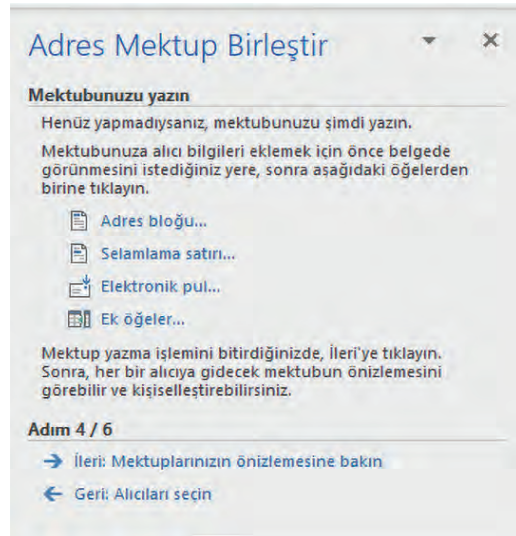 Adres Mektup Birleştir
Mektubunuzu yazın
Henüz yapmadıysanız, mektubunuzu şimdi yazın.
Mektubunuza alıcı bilgileri eklemek için önce belgede
görünmesini istediğiniz yere, sonra aşağıdaki öğelerden
birine tıklayın.
Adres bloğu...
Selamlama satırı...
Elektronik pul...
Ek öğeler...
Mektup yazma işlemini bitirdiğinizde, İleri'ye tıklayın.
Sonra, her bir alıcıya gidecek mektubun önizlemesini
görebilir ve kişiselleştirebilirsiniz.
Adım 4 / 6
İleri: Mektuplarınızın önizlemesine bakın
Geri: Alıcıları seçin